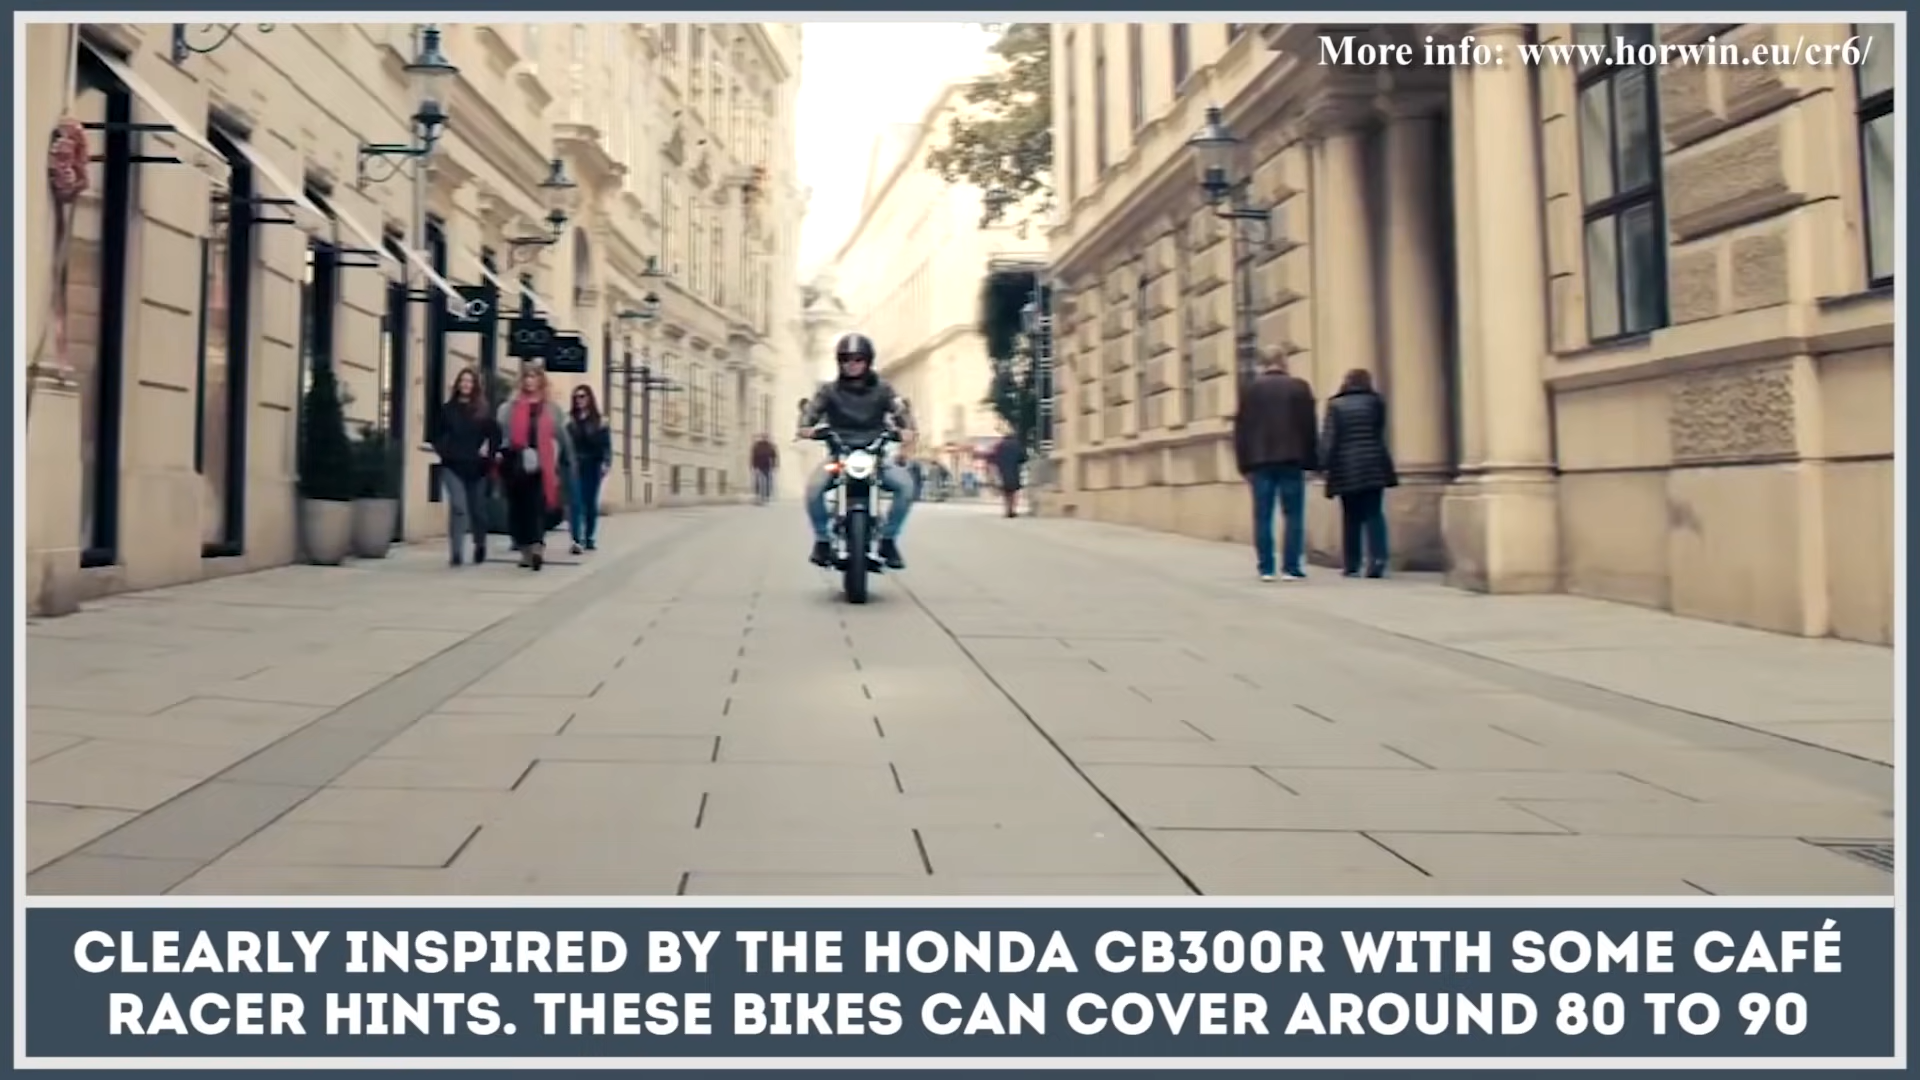 More info: www.horwin.eu/cr6/
CLEARLY INSPIRED BY THE HONDA CB300R WITH SOME CAFÉ
RACER HINTS. THESE BIKES CAN COVER AROUND 80 TO 90